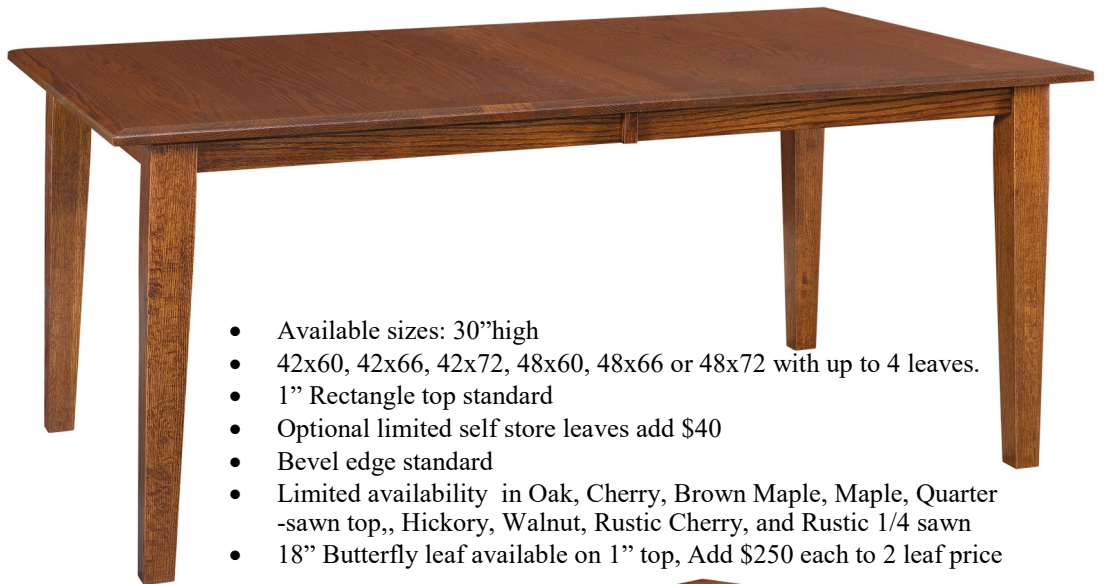 • Available sizes: 30”high
• 42x60, 42x66, 42x72, 48x60, 48x66 or 48x72 with up to 4 leaves.
• 1” Rectangle top standard
• Optional limited self store leaves add $40
• Bevel edge standard
• Limited availability in Oak, Cherry, Brown Maple, Maple, Quarter
-sawn top,, Hickory, Walnut, Rustic Cherry, and Rustic 1/4 sawn
• 18” Butterfly leaf available on 1” top, Add $250 each to 2 leaf price